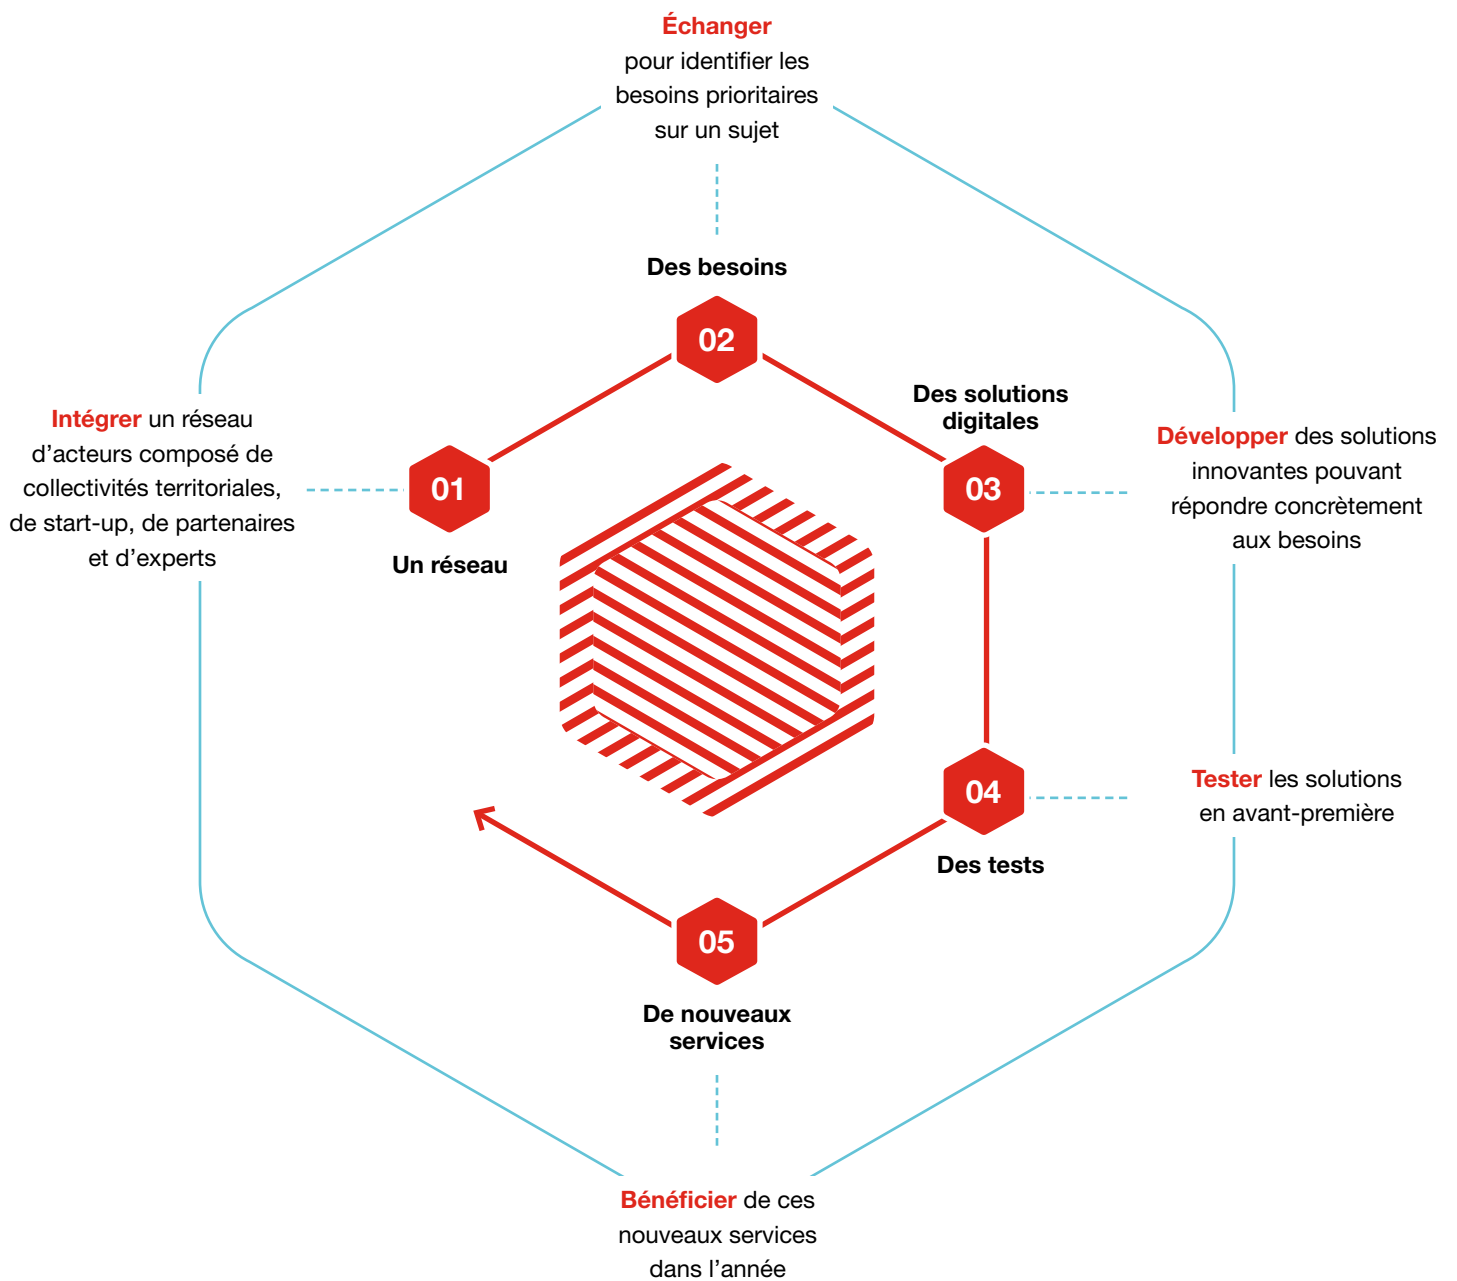 Échanger
pour identifier les
besoins prioritaires
sur un sujet
Des besoins
02
Intégrer un réseau
d’acteurs composé de
collectivités territoriales,
de start-up, de partenaires
et d’experts
01
Un réseau
Des solutions
digitales
03
Développer des solutions
innovantes pouvant
répondre concrètement
aux besoins
04
Des tests
Tester les solutions
en avant-première
05
De nouveaux
services
Bénéficier de ces
nouveaux services
dans l’année